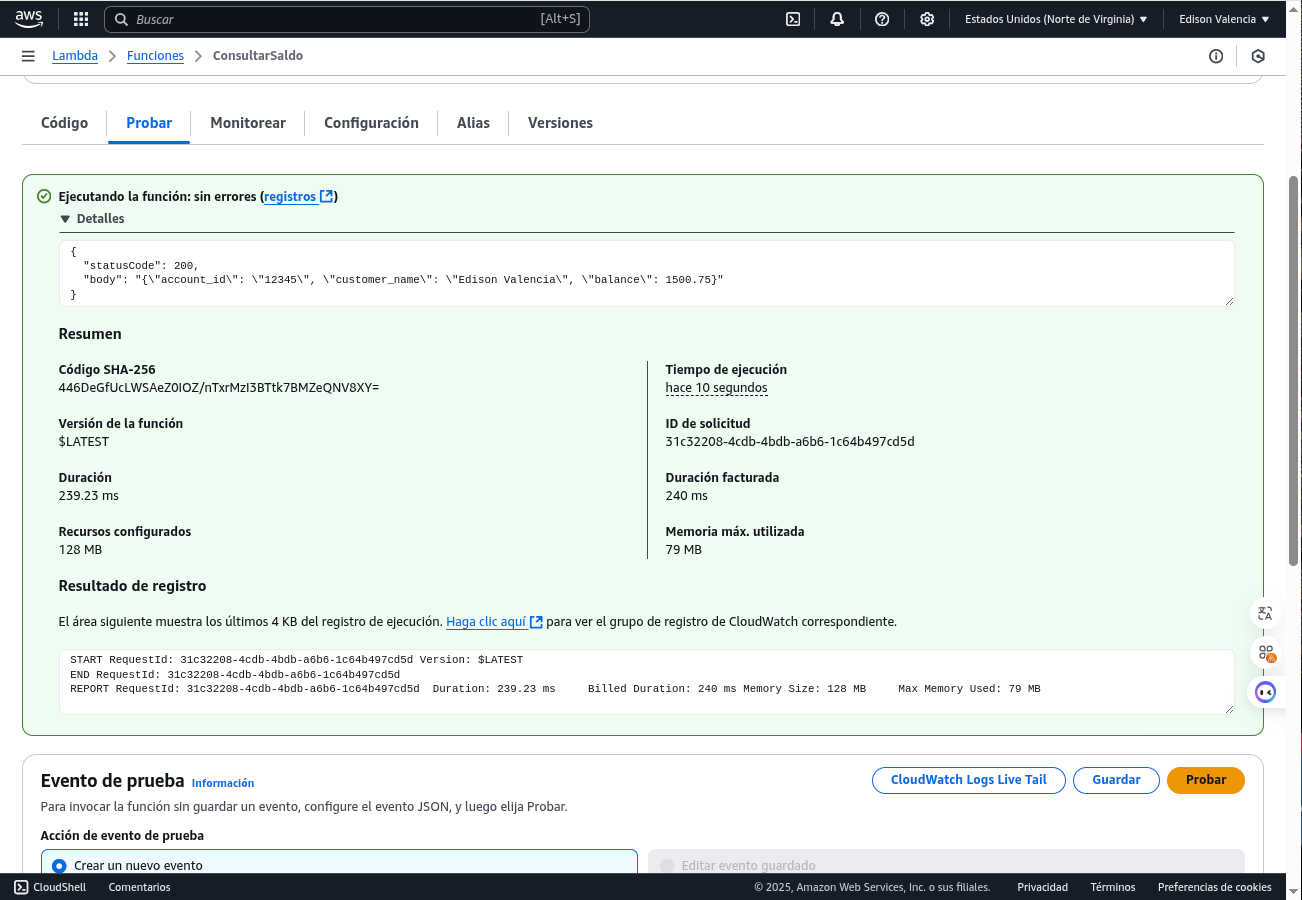 aws
Buscar [Alt+S] Estados Unidos (Norte de Virginia) ▼ Edison Valencia ▼
Lambda > Funciones > ConsultarSaldo
Código Probar Monitorear Configuración Alias Versiones
Ejecutando la función: sin errores (registros)
▼ Detalles
{
  "statusCode": 200,
  "body": "{\"account_id\": \"12345\", \"customer_name\": \"Edison Valencia\", \"balance\": 1500.75}"
}
Resumen
Código SHA-256 Tiempo de ejecución
446DeGfUcLWSAeZ0IOZ/nTxrMzI3BTtk7BMZeQNV8XY= hace 10 segundos
Versión de la función ID de solicitud
$LATEST 31c32208-4cdb-4bdb-a6b6-1c64b497cd5d
Duración Duración facturada
239.23 ms 240 ms
Recursos configurados Memoria máx. utilizada
128 MB 79 MB
Resultado de registro
El área siguiente muestra los últimos 4 KB del registro de ejecución. Haga clic aquí para ver el grupo de registro de CloudWatch correspondiente.
START RequestId: 31c32208-4cdb-4bdb-a6b6-1c64b497cd5d Version: $LATEST
END RequestId: 31c32208-4cdb-4bdb-a6b6-1c64b497cd5d
REPORT RequestId: 31c32208-4cdb-4bdb-a6b6-1c64b497cd5d  Duration: 239.23 ms     Billed Duration: 240 ms Memory Size: 128 MB     Max Memory Used: 79 MB
Evento de prueba Información CloudWatch Logs Live Tail Guardar Probar
Para invocar la función sin guardar un evento, configure el evento JSON, y luego elija Probar.
Acción de evento de prueba
Crear un nuevo evento Editar evento guardado
CloudShell Comentarios © 2025, Amazon Web Services, Inc. o sus filiales. Privacidad Términos Preferencias de cookies